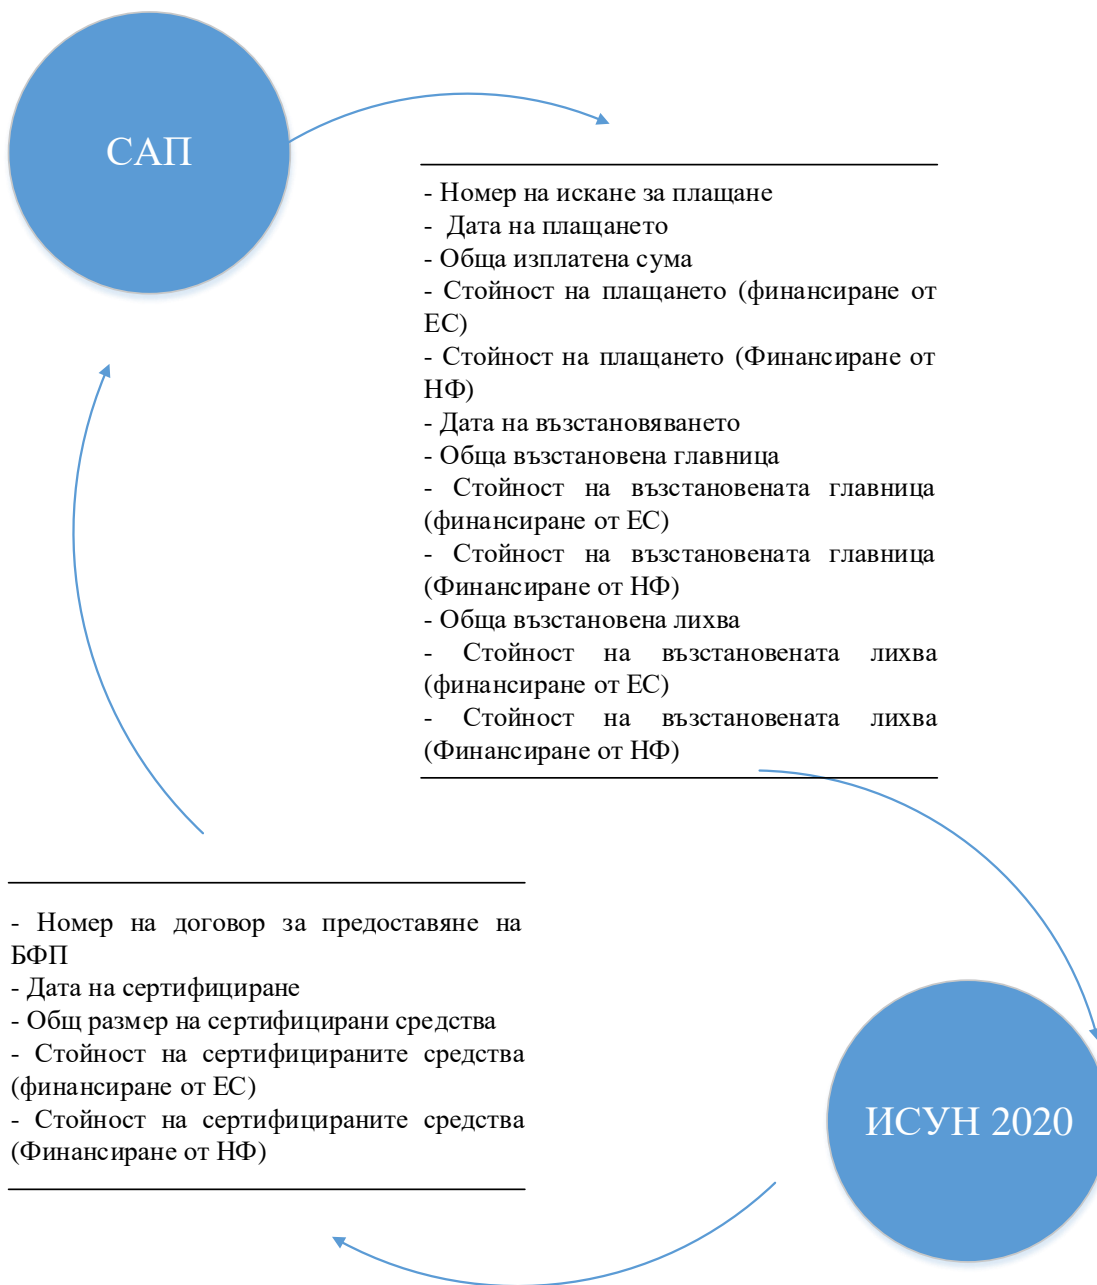 САП
- Номер на искане за плащане
- Дата на плащането
- Обща изплатена сума
- Стойност на плащането (финансиране от
ЕС)
- Стойност на плащането (Финансиране от
НФ)
- Дата на възстановяването
- Обща възстановена главница
- Стойност на възстановената главница
(финансиране от ЕС)
- Стойност на възстановената главница
(Финансиране от НФ)
- Обща възстановена лихва
- Стойност на възстановената лихва
(финансиране от ЕС)
- Стойност на възстановената лихва
(Финансиране от НФ)
- Номер на договор за предоставяне на
БФП
- Дата на сертифициране
- Общ размер на сертифицирани средства
- Стойност на сертифицираните средства
(финансиране от ЕС)
- Стойност на сертифицираните средства
(Финансиране от НФ)
ИСУН 2020